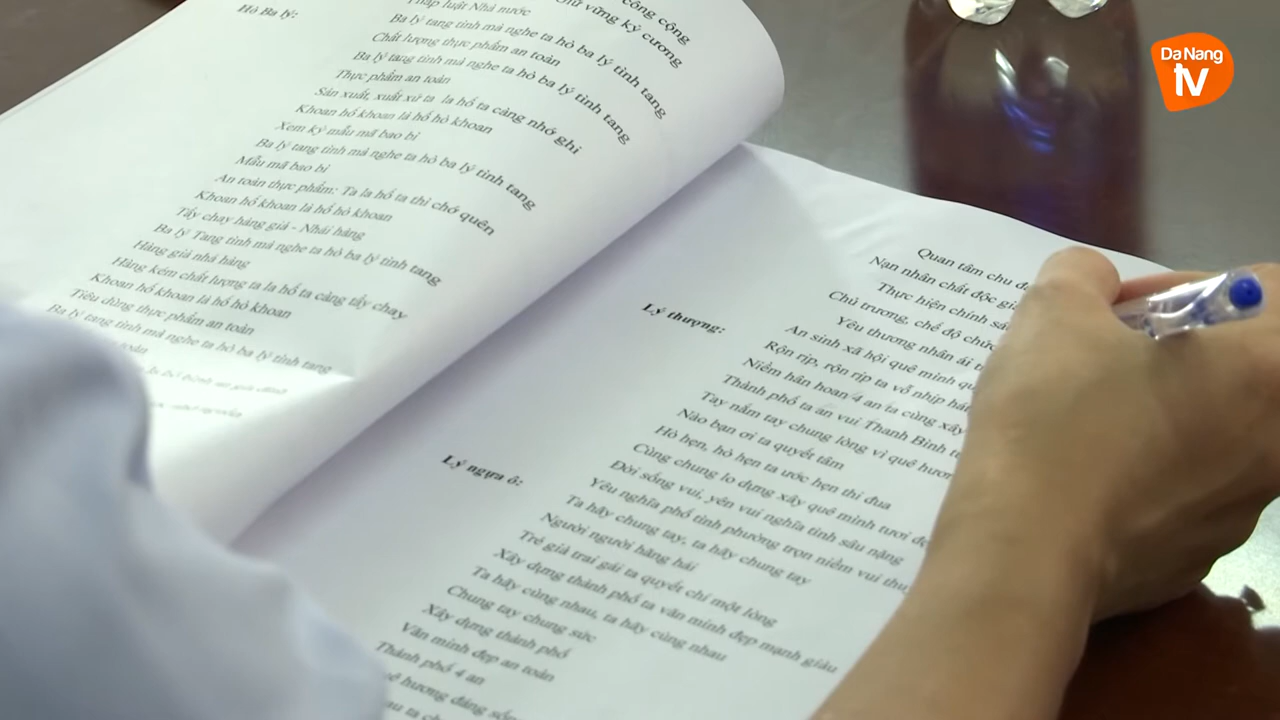 Da Nang
tv
công cộng
Pháp luật Nhà nước
Giữ vững kỷ cương
Hò Ba lý:
Ba lý tang tình mà nghe ta hò ba lý tình tang
Chất lượng thực phẩm an toàn
Ba lý tang tình mà nghe ta hò ba lý tình tang
Thực phẩm an toàn
Sản xuất, xuất xứ ta la hố ta càng nhớ ghi
Khoan hố khoan là hố hò khoan
Xem kỹ mẫu mã bao bì
Ba lý tang tình mà nghe ta hò ba lý tình tang
Mẫu mã bao bì
An toàn thực phẩm: Ta la hố ta thì chớ quên
Khoan hố khoan là hố hò khoan
Tẩy chay hàng giả - Nhái hàng
Ba lý Tang tình mà nghe ta hò ba lý tình tang
Hàng giả nhá hàng
Hàng kém chất lượng ta la hố ta càng tẩy chay
Khoan hố khoan là hố hò khoan
Tiêu dùng thực phẩm an toàn
Ba lý tang tình mà nghe ta hò ba lý tình tang
toàn
Quan tâm chu
Nạn nhân chất độc
Thực hiện chính
Chủ trương, chế độ chức
Yêu thương nhân ái
Lý thượng:
An sinh xã hội quê mình
Rộn rịp, rộn rịp ta vỗ nhịp
Niềm hân hoan 4 an ta cùng xây
Thành phố ta an vui Thanh Bình
Tay nắm tay chung lòng vì quê hương
Nào bạn ơi ta quyết tâm
Hò hẹn, hò hẹn ta ước hẹn thi đua
Cùng chung lo dựng xây quê mình tươi
Đời sống vui, yên vui nghĩa tình sâu nặng
Yêu nghĩa phố tình phường trọn niềm vui
Lý ngựa ô:
Ta hãy chung tay, ta hãy chung tay
Người người hăng hái
Trẻ già trai gái ta quyết chí một lòng
Xây dựng thành phố ta văn minh đẹp mạnh giàu
Ta hãy cùng nhau, ta hãy cùng nhau
Chung tay chung sức
Xây dựng thành phố
Văn minh đẹp an toàn
Thành phố 4 an
hương đáng sống